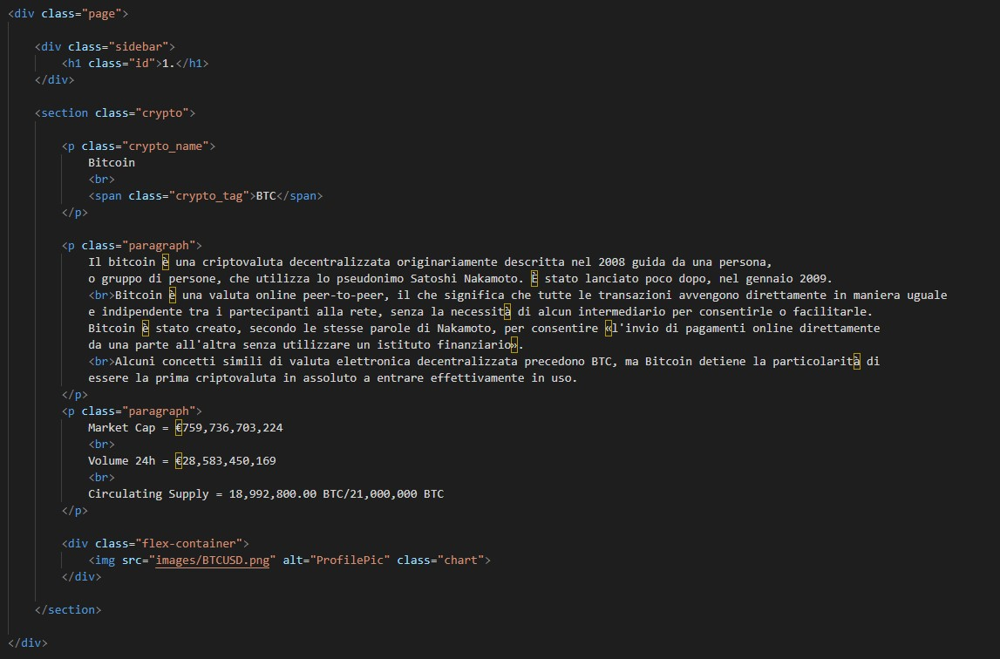 <div class="page">
<div class="sidebar">
<h1 class="id">1.</h1>
</div>
<section class="crypto">
<p class="crypto_name">
Bitcoin
<br>
<span class="crypto_tag">BTC</span>
</p>
<p class="paragraph">
Il bitcoin è una criptovaluta decentralizzata originariamente descritta nel 2008 guida da una persona,
o gruppo di persone, che utilizza lo pseudonimo Satoshi Nakamoto. È stato lanciato poco dopo, nel gennaio 2009.
<br>Bitcoin è una valuta online peer-to-peer, il che significa che tutte le transazioni avvengono direttamente in maniera uguale
e indipendente tra i partecipanti alla rete, senza la necessità di alcun intermediario per consentirle o facilitarle.
Bitcoin è stato creato, secondo le stesse parole di Nakamoto, per consentire «l'invio di pagamenti online direttamente
da una parte all'altra senza utilizzare un istituto finanziario».
<br>Alcuni concetti simili di valuta elettronica decentralizzata precedono BTC, ma Bitcoin detiene la particolarità di
essere la prima criptovaluta in assoluto a entrare effettivamente in uso.
</p>
<p class="paragraph">
Market Cap = €759,736,703,224
<br>
Volume 24h = €28,583,450,169
<br>
Circulating Supply = 18,992,800.00 BTC/21,000,000 BTC
</p>
<div class="flex-container">
<img src="images/BTCUSD.png" alt="ProfilePic" class="chart">
</div>
</section>
</div>